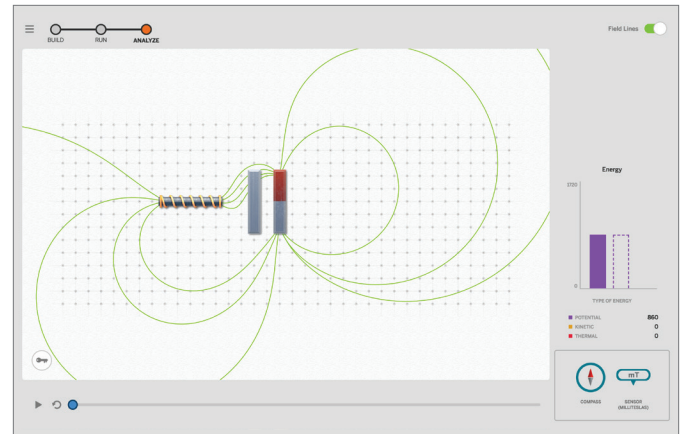 Field Lines
BUILD
RUN
ANALYZE
Energy
1720
0
TYPE OF ENERGY
POTENTIAL 860
KINETIC 0
THERMAL 0
mT
COMPASS
SENSOR
(MILLITESLAS)